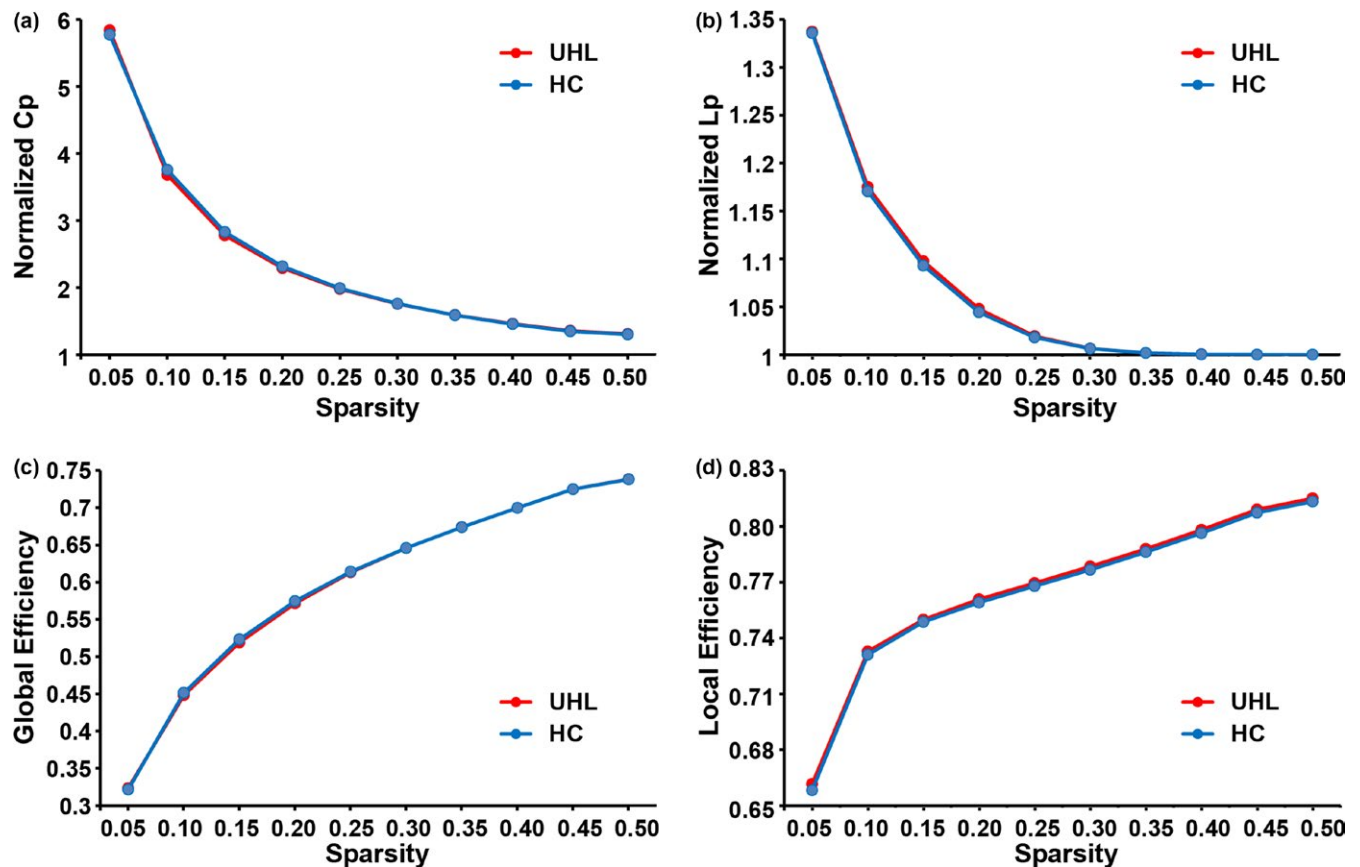 (a)
Normalized Cp
6
5
4
3
2
1
UHL
HC
0.05 0.10 0.15 0.20 0.25 0.30 0.35 0.40 0.45 0.50
Sparsity
(b)
Normalized Lp
1.35
1.3
1.25
1.2
1.15
1.1
1.05
1
UHL
HC
0.05 0.10 0.15 0.20 0.25 0.30 0.35 0.40 0.45 0.50
Sparsity
(c)
Global Efficiency
0.75
0.7
0.65
0.6
0.55
0.5
0.45
0.4
0.35
0.3
UHL
HC
0.05 0.10 0.15 0.20 0.25 0.30 0.35 0.40 0.45 0.50
Sparsity
(d)
Local Efficiency
0.83
0.80
0.77
0.74
0.71
0.68
0.65
UHL
HC
0.05 0.10 0.15 0.20 0.25 0.30 0.35 0.40 0.45 0.50
Sparsity